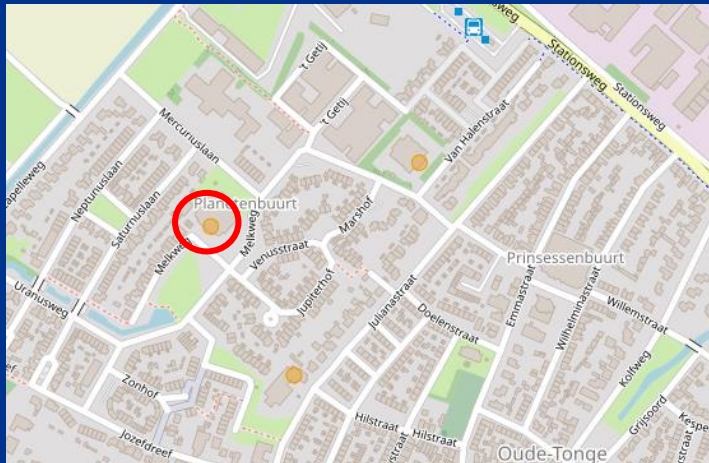 Stationsweg
't Getij
Stationsweg
't Getij
Van Halenstraat
Mercuriuslaan
Neptunuslaan
Saturnuslaan
Melkweg
Melkweg
Venusstraat
Marshof
Prinsessenbuurt
Uranusweg
Jupiterhof
Julianastraat
Doelenstraat
Emmastraat
Wilhelminastraat
Willemstraat
Kolfweg
Zonhof
Jozefdreef
Hilstraat
Hilstraat
Grijsoord
Oude-Tonge